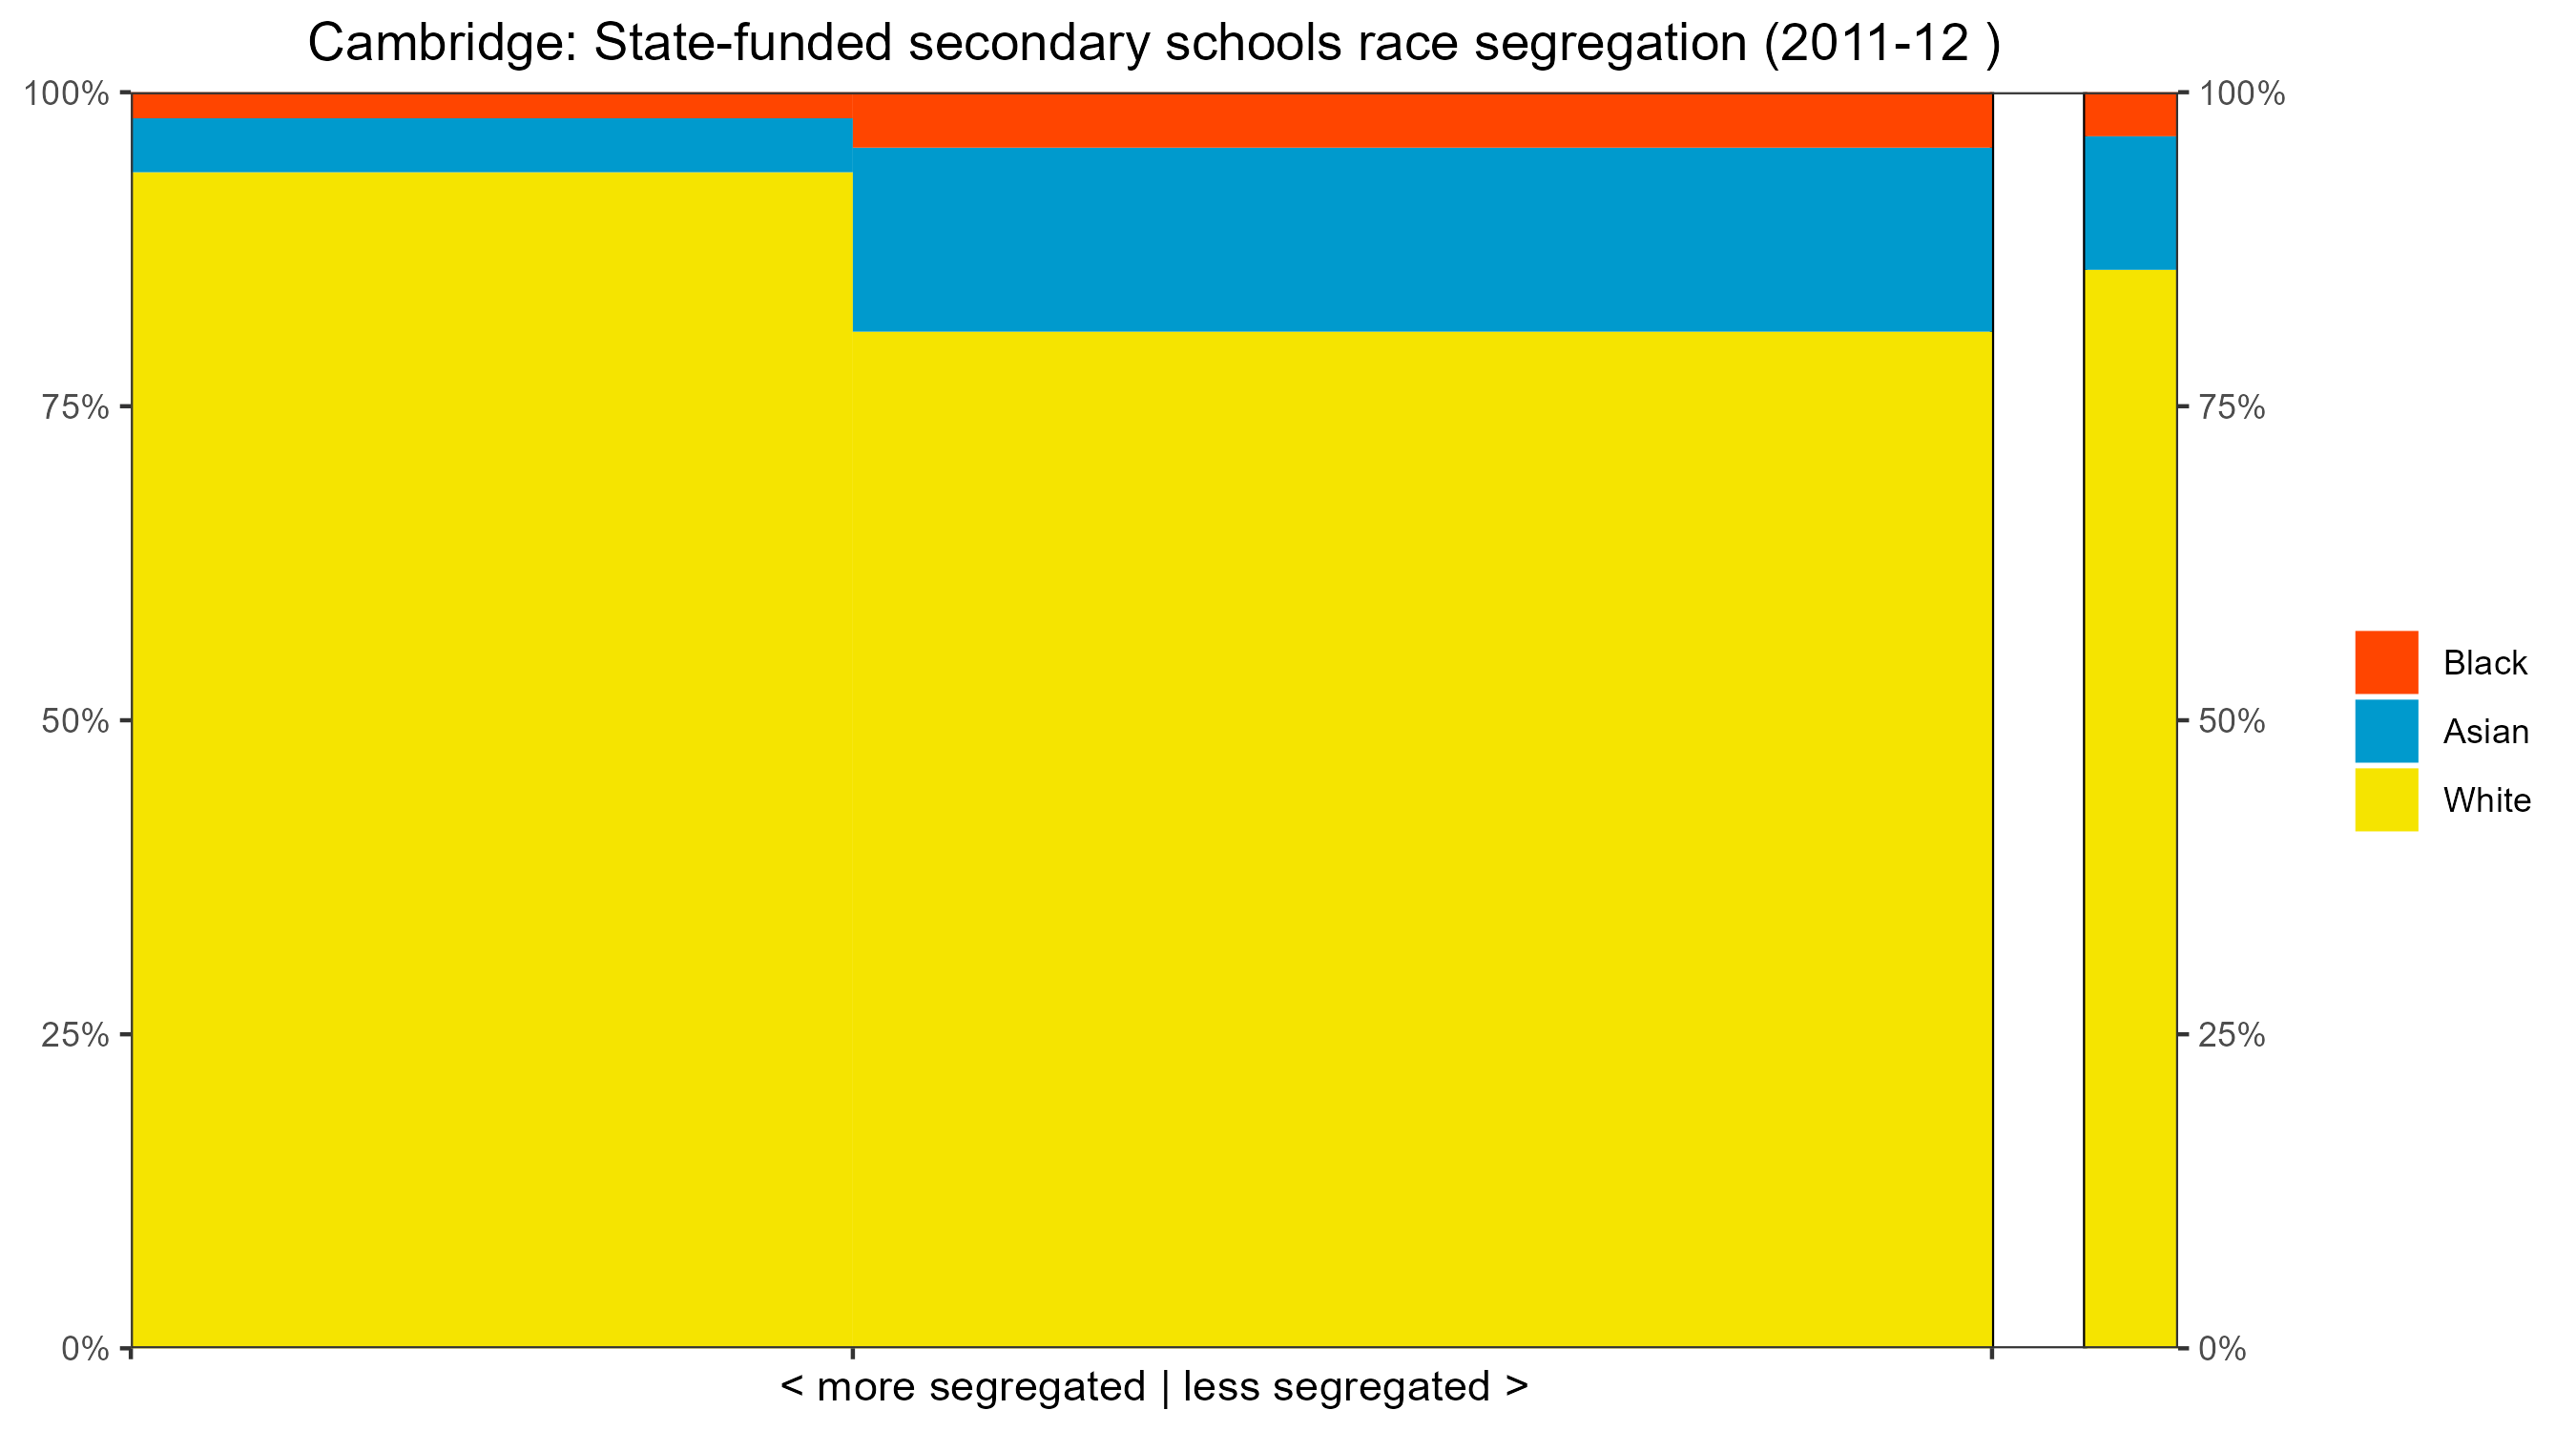 Cambridge: State-funded secondary schools race segregation (2011-12 )
100%
75%
50%
25%
0%
100%
75%
50%
25%
0%
Black
Asian
White
< more segregated | less segregated >